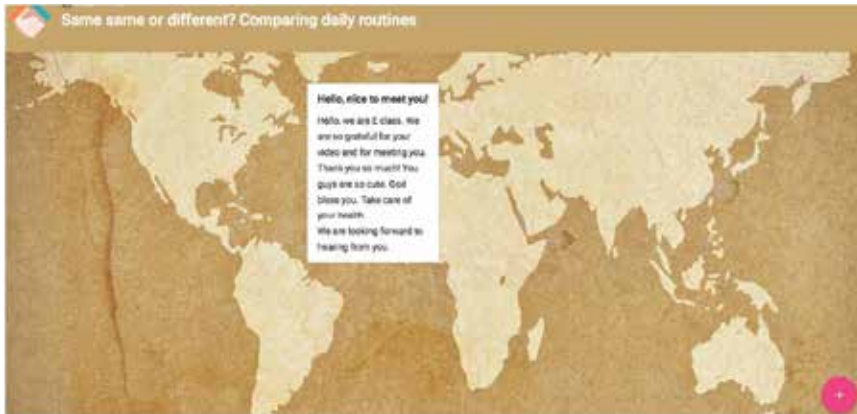 Same same or different? Comparing daily routines
Hello, nice to meet you!
Hello, we are E class. We
are so grateful for your
video and for meeting you.
Thank you so much! You
guys are so cute. God
bless you. Take care of
your health.
We are looking forward to
hearing from you.